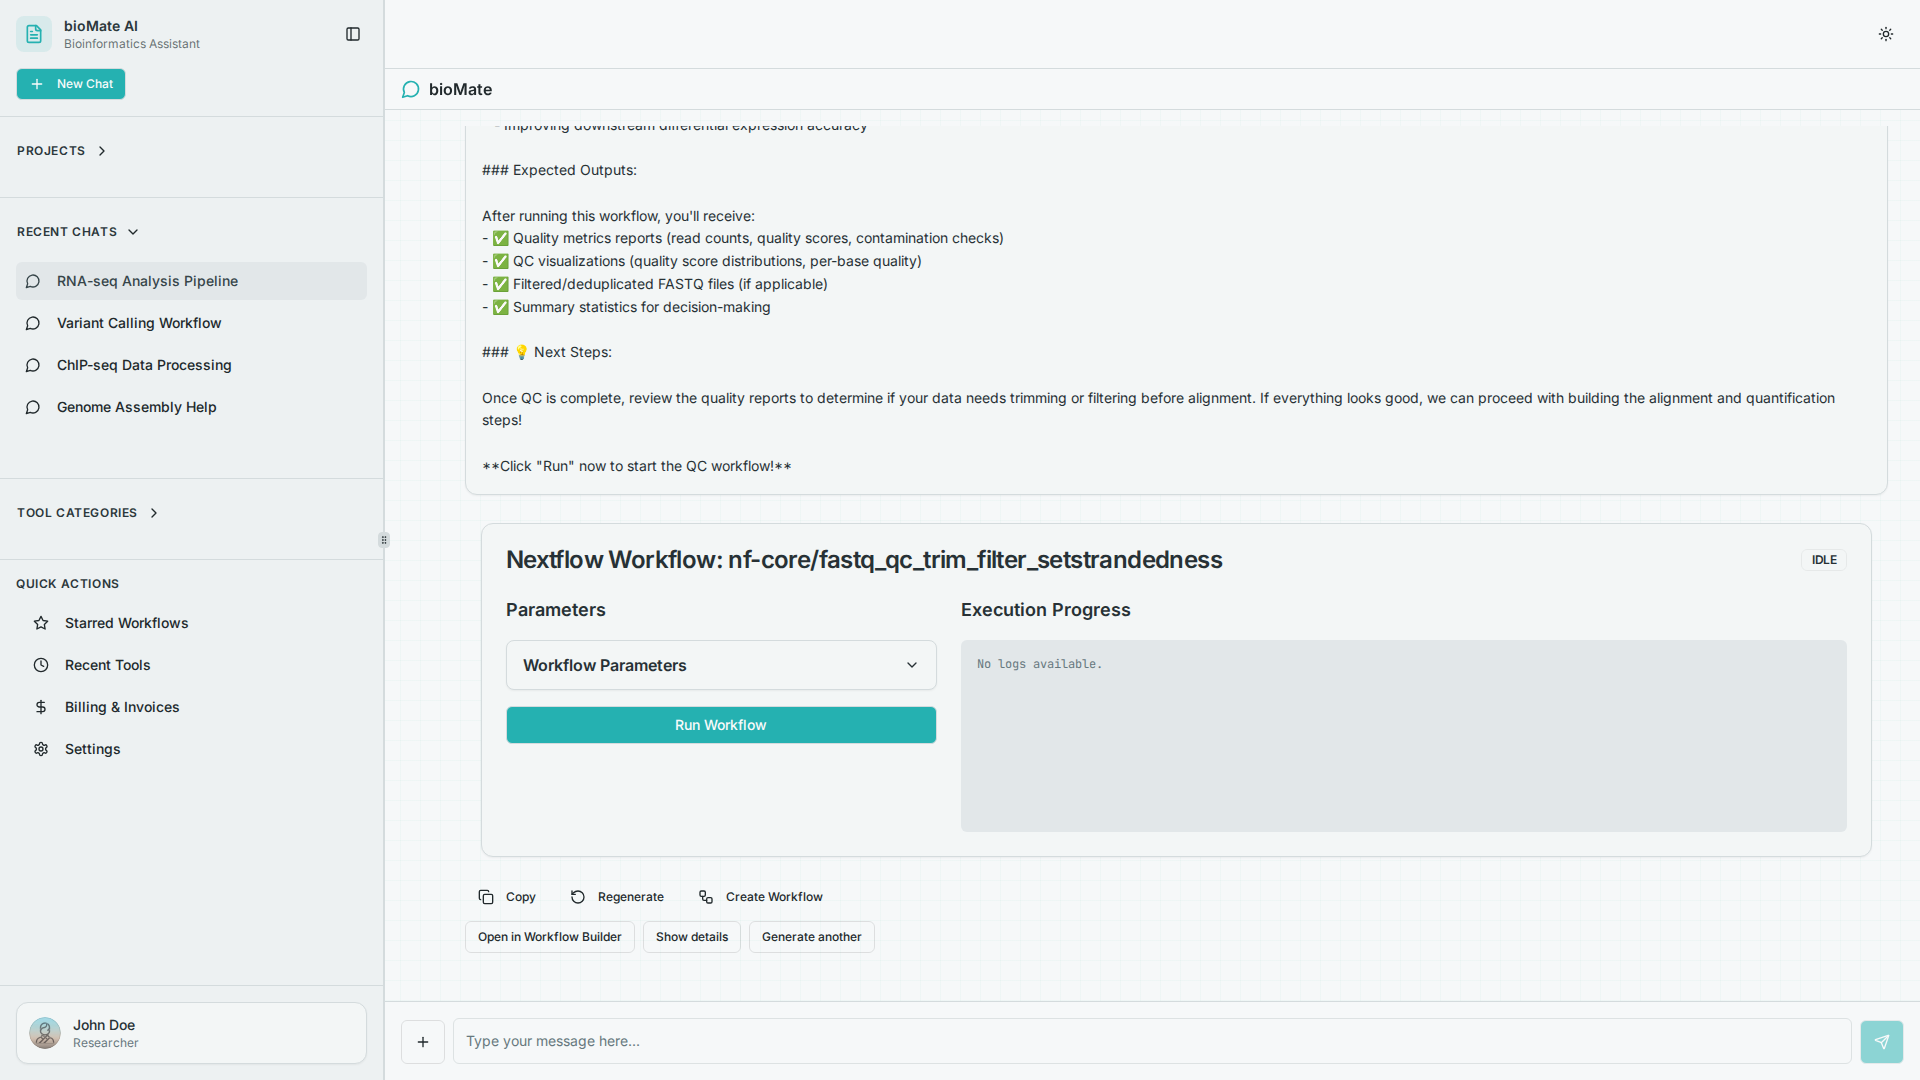 bioMate AI
Bioinformatics Assistant
New Chat
PROJECTS
RECENT CHATS
RNA-seq Analysis Pipeline
Variant Calling Workflow
ChIP-seq Data Processing
Genome Assembly Help
TOOL CATEGORIES
QUICK ACTIONS
Starred Workflows
Recent Tools
Billing & Invoices
Settings
John Doe
Researcher
bioMate
- Improving downstream differential expression accuracy
### Expected Outputs:
After running this workflow, you'll receive:
- ✅ Quality metrics reports (read counts, quality scores, contamination checks)
- ✅ QC visualizations (quality score distributions, per-base quality)
- ✅ Filtered/deduplicated FASTQ files (if applicable)
- ✅ Summary statistics for decision-making
### 💡 Next Steps:
Once QC is complete, review the quality reports to determine if your data needs trimming or filtering before alignment. If everything looks good, we can proceed with building the alignment and quantification
steps!
**Click "Run" now to start the QC workflow!**
Nextflow Workflow: nf-core/fastq_qc_trim_filter_setstrandedness
IDLE
Parameters
Workflow Parameters
Run Workflow
Execution Progress
No logs available.
Copy
Regenerate
Create Workflow
Open in Workflow Builder
Show details
Generate another
Type your message here...